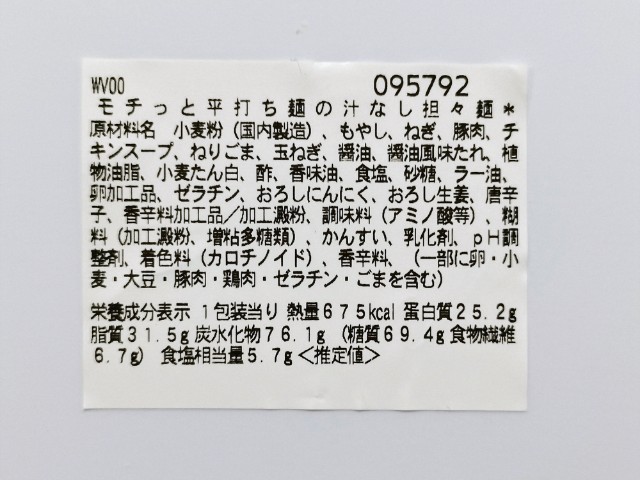 WV00 095792
モチっと平打ち麺の汁なし担々麺*
原材料名 小麦粉(国内製造)、もやし、ねぎ、豚肉、チ
キンスープ、ねりごま、玉ねぎ、醤油、醤油風味たれ、植
物油脂、小麦たん白、酢、香味油、食塩、砂糖、ラー油、
卵加工品、ゼラチン、おろしにんにく、おろし生姜、唐辛
子、香辛料加工品/加工澱粉、調味料(アミノ酸等)、糊
料(加工澱粉、増粘多糖類)、かんすい、乳化剤、pH調
整剤、着色料(カロチノイド)、香辛料、(一部に卵・小
麦・大豆・豚肉・鶏肉・ゼラチン・ごまを含む)
栄養成分表示 1包装当り 熱量675kcal 蛋白質25.2g
脂質31.5g 炭水化物76.1g (糖質69.4g 食物繊維
6.7g) 食塩相当量5.7g <推定値>